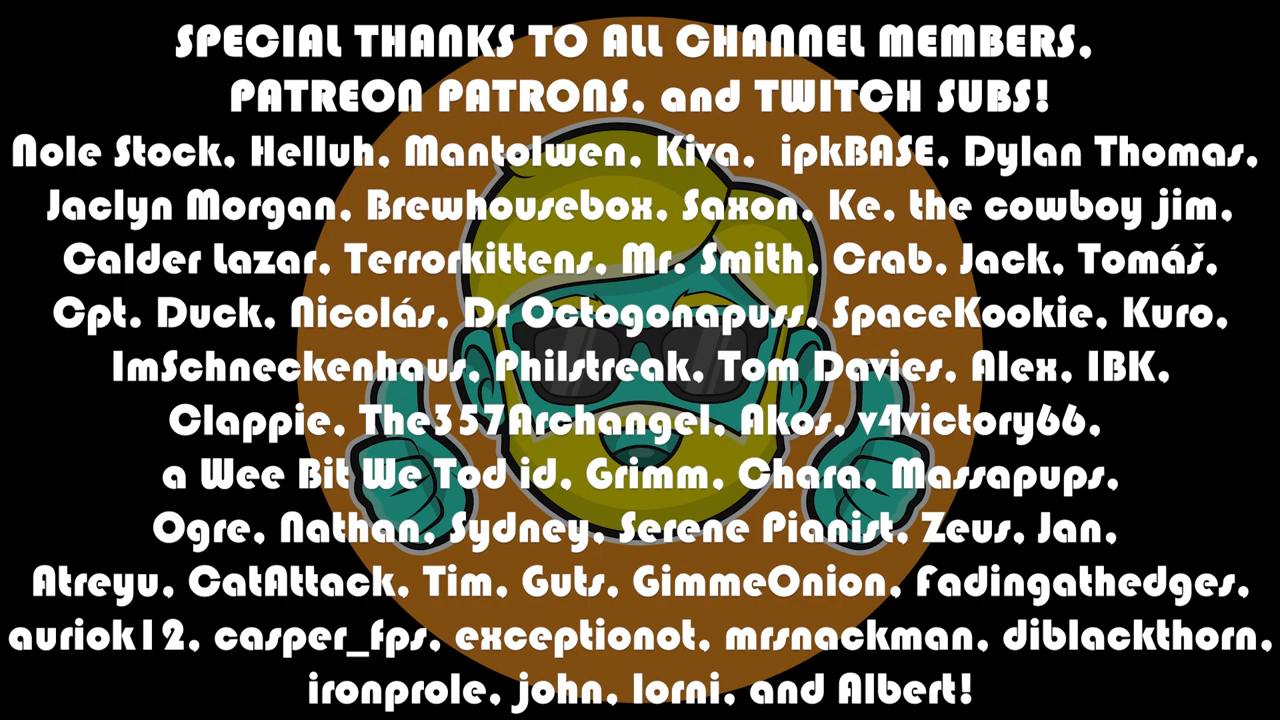 SPECIAL THANKS TO ALL CHANNEL MEMBERS,
PATREON PATRONS, and TWITCH SUBS!
Nole Stock, Helluh, Mantolwen, Kiva, ipkBASE, Dylan Thomas,
Jaclyn Morgan, Brewhousebox, Saxon, Ke, the cowboy jim,
Calder Lazar, Terrorkittens, Mr. Smith, Crab, Jack, Tomáš,
Cpt. Duck, Nicolás, Dr Octogonapuss, SpaceKookie, Kuro,
ImSchneckenhaus, Philstreak, Tom Davies, Alex, IBK,
Clappie, The357Archangel, Akos, v4victory66,
a Wee Bit We Tod id, Grimm, Chara, Massapups,
Ogre, Nathan, Sydney, Serene Pianist, Zeus, Jan,
Atreyu, CatAttack, Tim, Guts, GimmeOnion, Fadingathedges,
auriok12, casper_fps, exceptionot, mrsnackman, diblackthorn,
ironprole, john, lorni, and Albert!